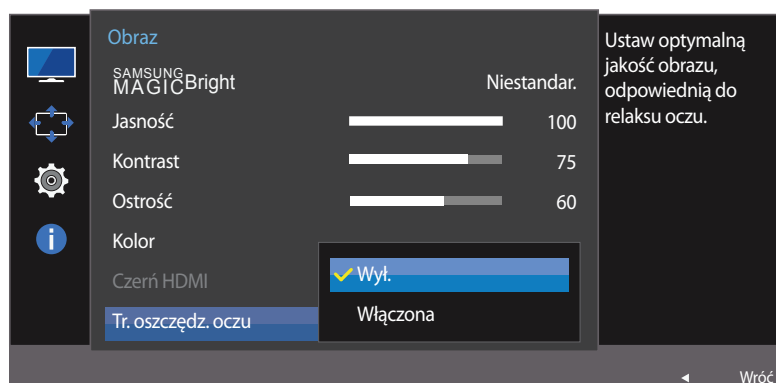 Obraz
SAMSUNG
MAGICBright Niestandar.
Jasność 100
Kontrast 75
Ostrość 60
Kolor
Czerń HDMI
Tr. oszczędz. oczu
Wył.
Włączona
Ustaw optymalną
jakość obrazu,
odpowiednią do
relaksu oczu.
Wróć